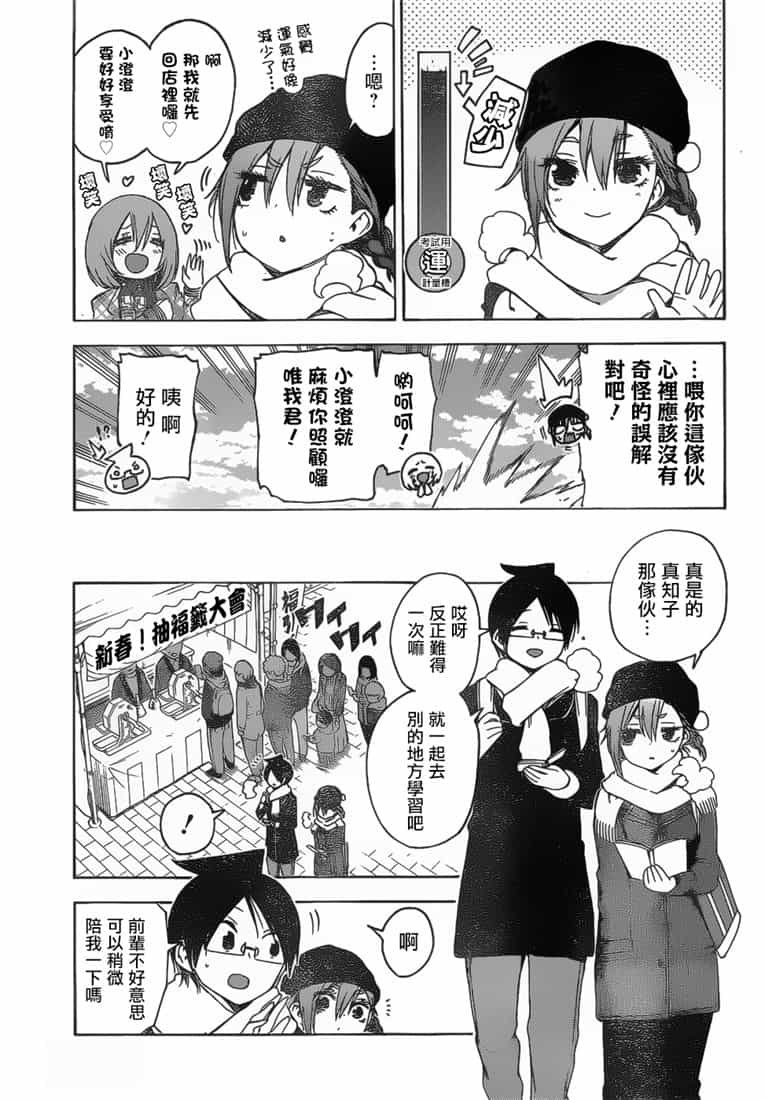 減少
考試用
運
計量槽
…嗯?
感覺
運氣好像
減少了…
啊
那我就先
回店裡囉♡
小澄澄
要好好享受唷♡
壞笑
壞笑
壞笑
…喂你這傢伙
心裡應該沒有
奇怪的誤解
對吧!
喲呵呵!
小澄澄就
麻煩你照顧囉
唯我君!
咦啊
好的!
!?
真是的
真知子
那傢伙…
哎呀
反正難得
一次嘛
就一起去
別的地方學習吧
新春!抽福籤大會
福引
ワイ
ワイ
!
啊
前輩不好意思
可以稍微
陪我一下嗎